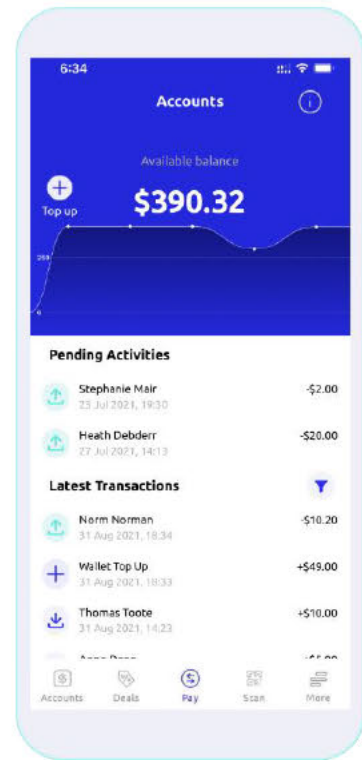 6:34
Accounts
Available balance
Top up
$390.32
250
0
Pending Activities
Stephanie Mair -$2.00
23 Jul 2021, 19:30
Heath Debderr -$20.00
27 Jul 2021, 14:13
Latest Transactions
Norm Norman -$10.20
31 Aug 2021, 18:34
Wallet Top Up +$49.00
31 Aug 2021, 18:33
Thomas Toote +$10.00
31 Aug 2021, 14:23
Accounts Deals Pay Scan More